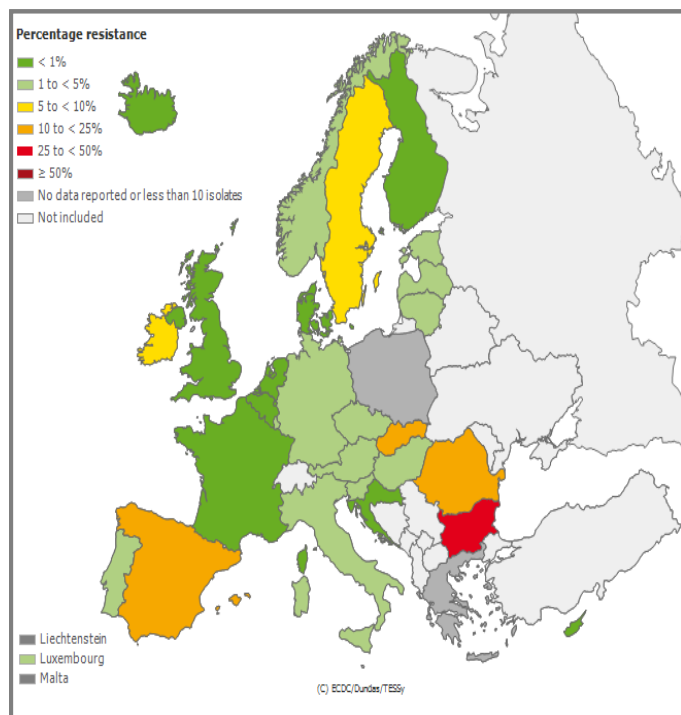 Percentage resistance
< 1%
1 to < 5%
5 to < 10%
10 to < 25%
25 to < 50%
≥ 50%
No data reported or less than 10 isolates
Not included
Liechtenstein
Luxembourg
Malta
(C) ECDC/Dundas/TESSy